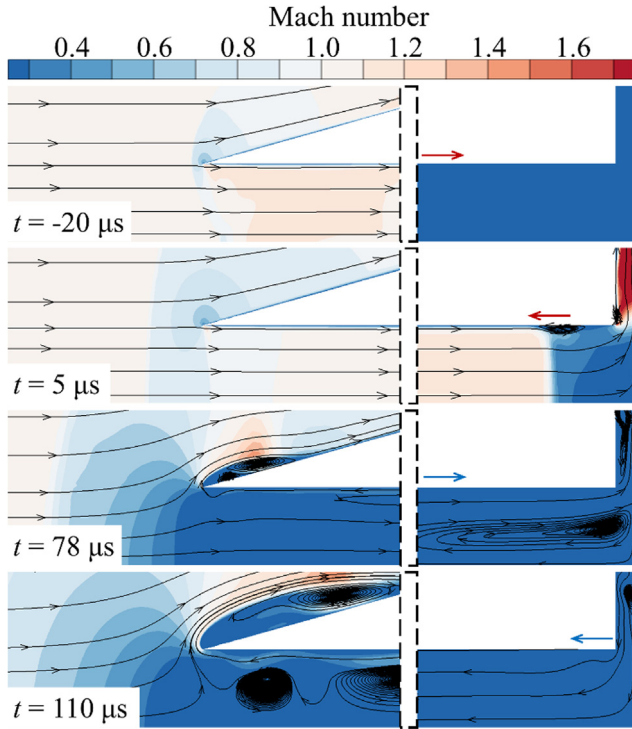 Mach number
0.4 0.6 0.8 1.0 1.2 1.4 1.6
t = -20 μs
t = 5 μs
t = 78 μs
t = 110 μs